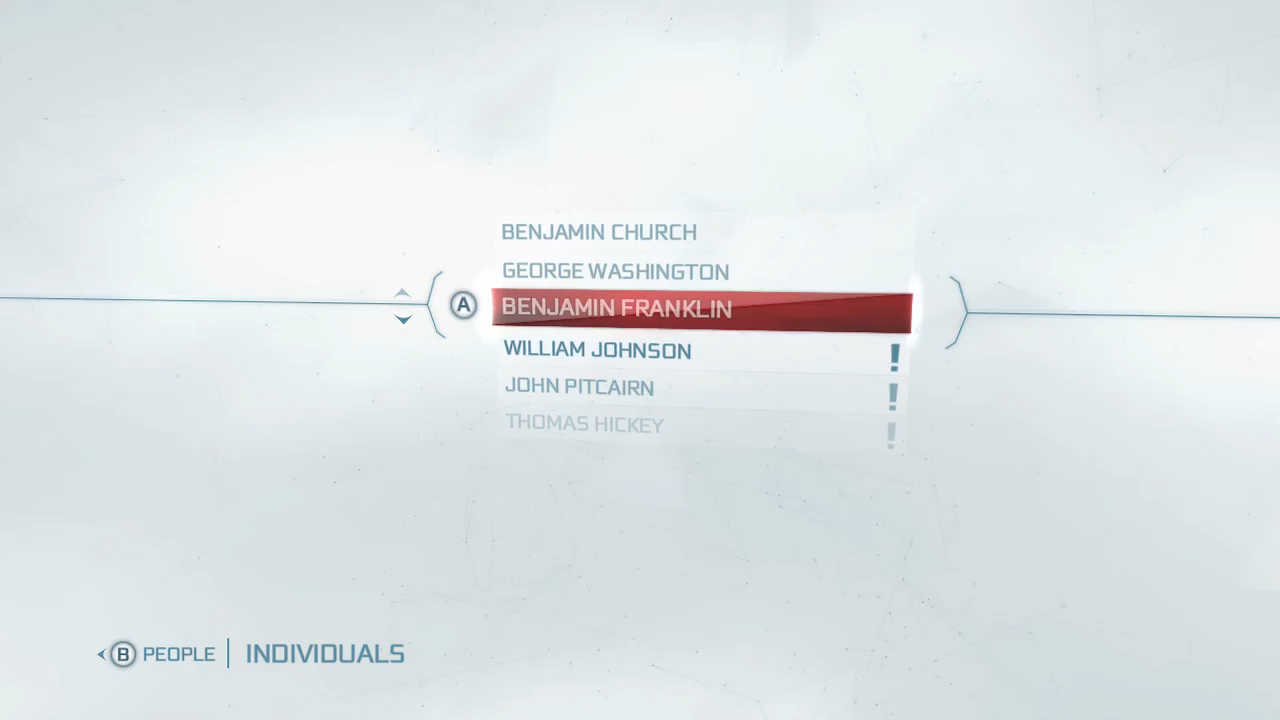 BENJAMIN CHURCH
GEORGE WASHINGTON
A BENJAMIN FRANKLIN
WILLIAM JOHNSON !
JOHN PITCAIRN !
THOMAS HICKEY !
B PEOPLE INDIVIDUALS